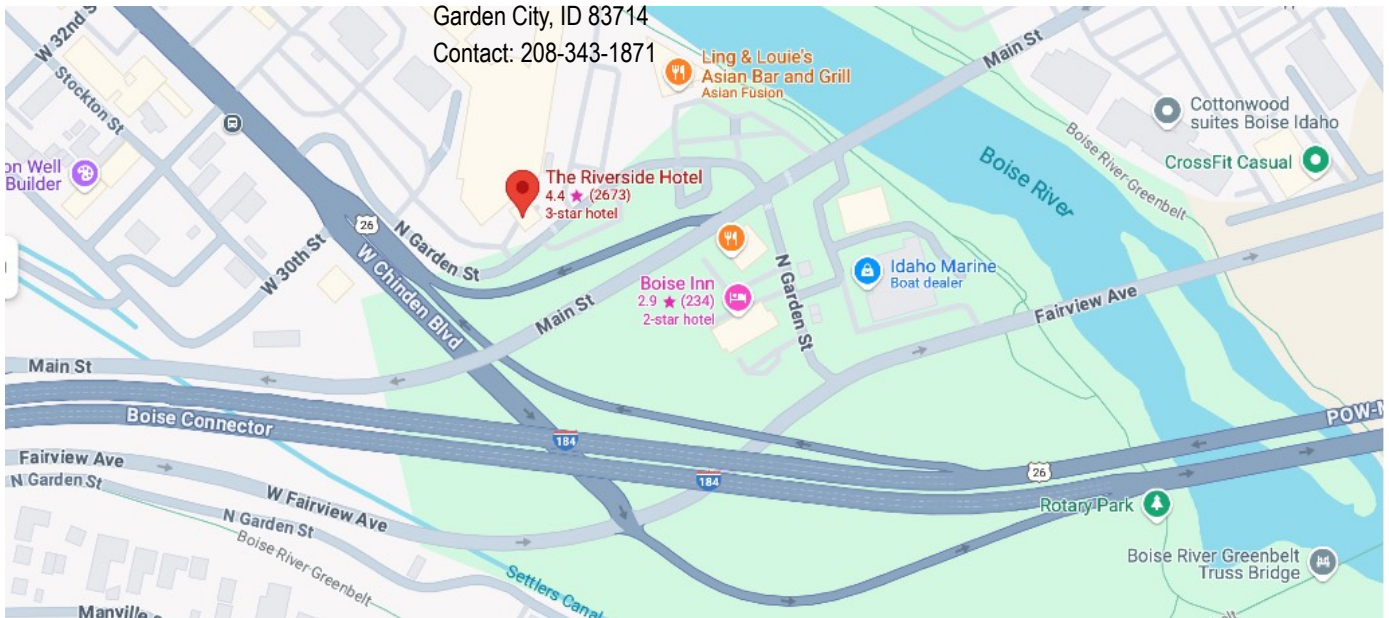 Garden City, ID 83714
Contact: 208-343-1871
W 32nd S
Stockton St
Main St
Ling & Louie's
Asian Bar and Grill
Asian Fusion
Cottonwood
suites Boise Idaho
CrossFit Casual
Boise River Greenbelt
Boise River
on Well
Builder
The Riverside Hotel
4.4 ★ (2673)
3-star hotel
26
N Garden St
W 30th St
W Chinden Blvd
Main St
Boise Inn
2.9 ★ (234)
2-star hotel
N Garden St
Idaho Marine
Boat dealer
Fairview Ave
Main St
Boise Connector
184
184
26
POW-M
Fairview Ave
N Garden St
W Fairview Ave
N Garden St
Boise River Greenbelt
Settlers Canal
Rotary Park
Boise River Greenbelt
Truss Bridge
Manville